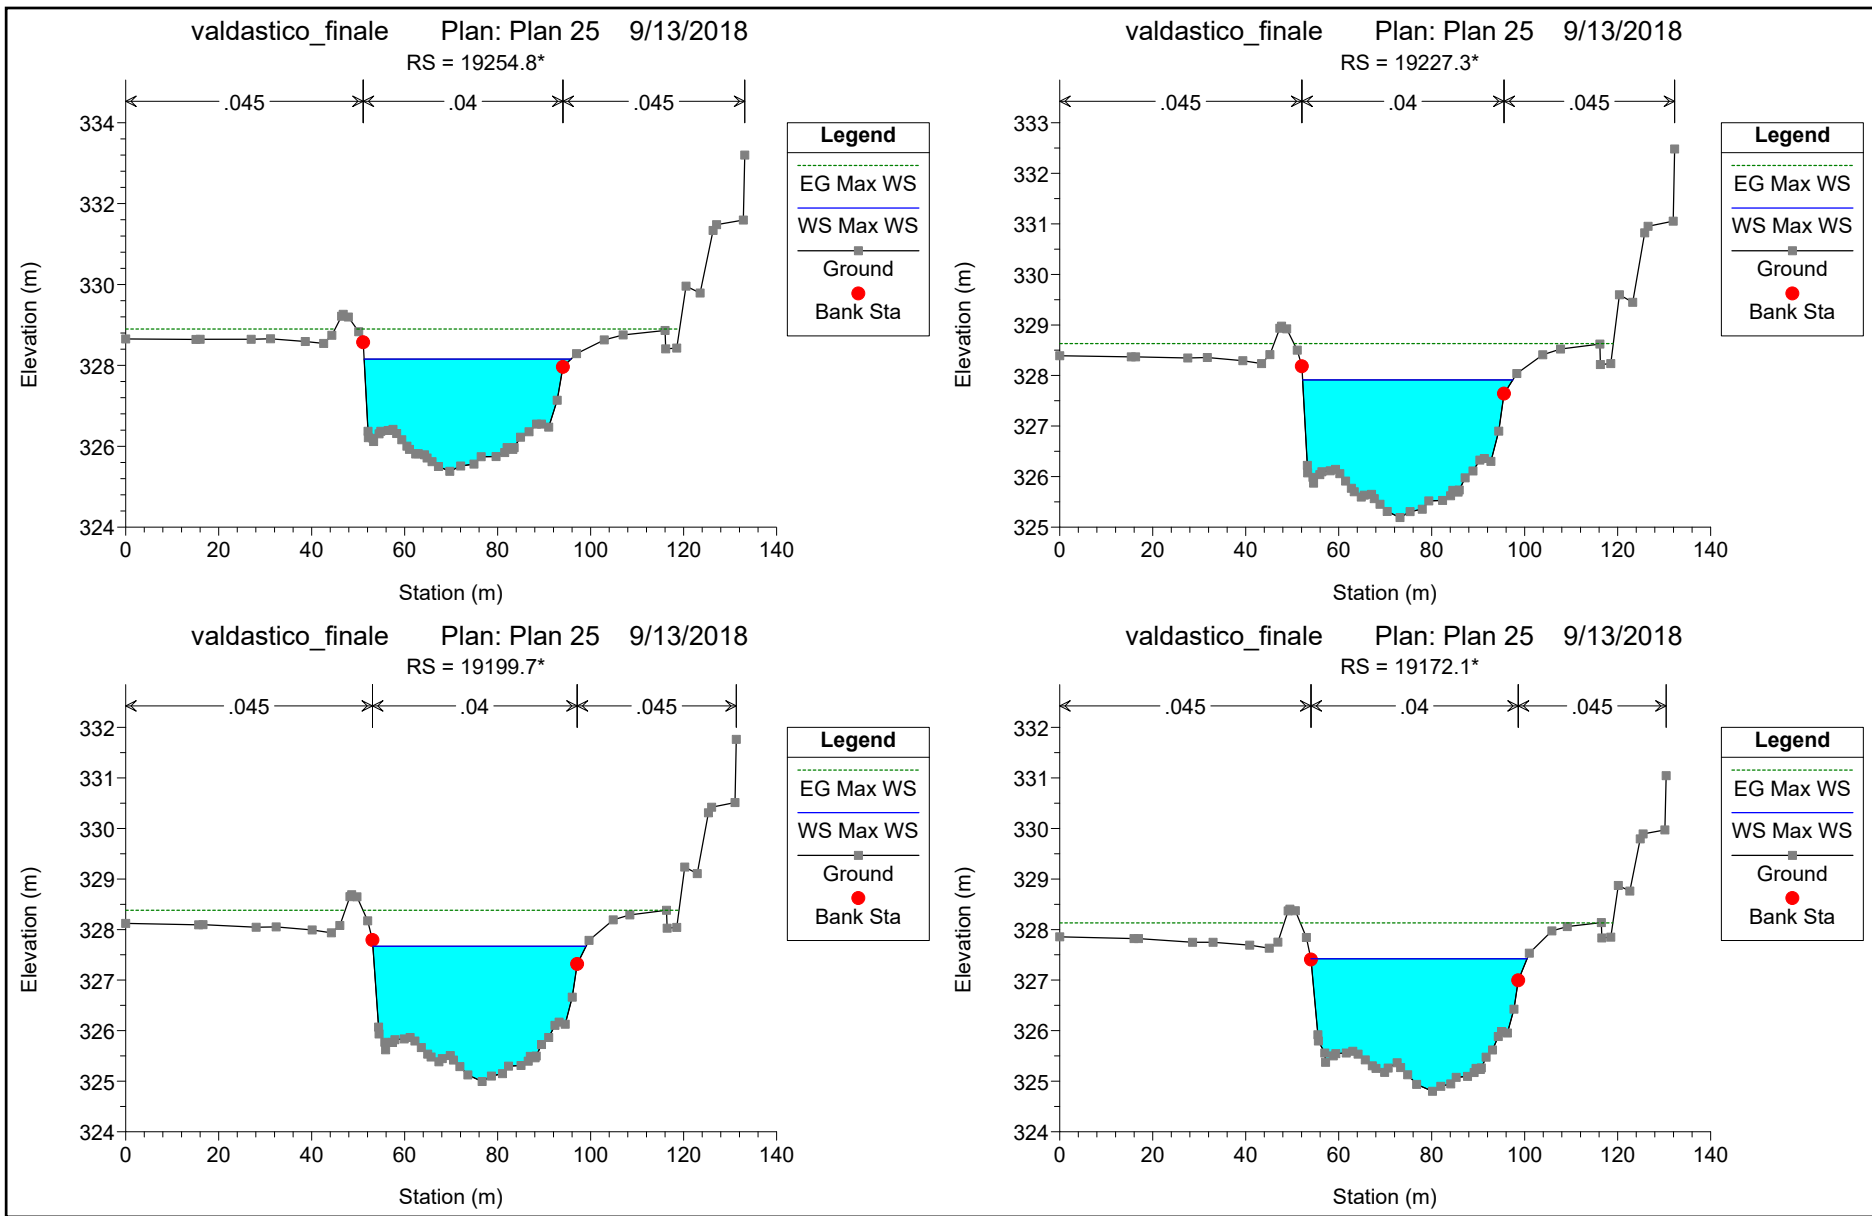 valdastico_finale Plan: Plan 25 9/13/2018
RS = 19254.8*
.045 .04 .045
334
332
330
328
326
324
0 20 40 60 80 100 120 140
Elevation (m)
Station (m)
Legend
EG Max WS
WS Max WS
Ground
Bank Sta
valdastico_finale Plan: Plan 25 9/13/2018
RS = 19227.3*
.045 .04 .045
333
332
331
330
329
328
327
326
325
0 20 40 60 80 100 120 140
Elevation (m)
Station (m)
Legend
EG Max WS
WS Max WS
Ground
Bank Sta
valdastico_finale Plan: Plan 25 9/13/2018
RS = 19199.7*
.045 .04 .045
332
331
330
329
328
327
326
325
324
0 20 40 60 80 100 120 140
Elevation (m)
Station (m)
Legend
EG Max WS
WS Max WS
Ground
Bank Sta
valdastico_finale Plan: Plan 25 9/13/2018
RS = 19172.1*
.045 .04 .045
332
331
330
329
328
327
326
325
324
0 20 40 60 80 100 120 140
Elevation (m)
Station (m)
Legend
EG Max WS
WS Max WS
Ground
Bank Sta